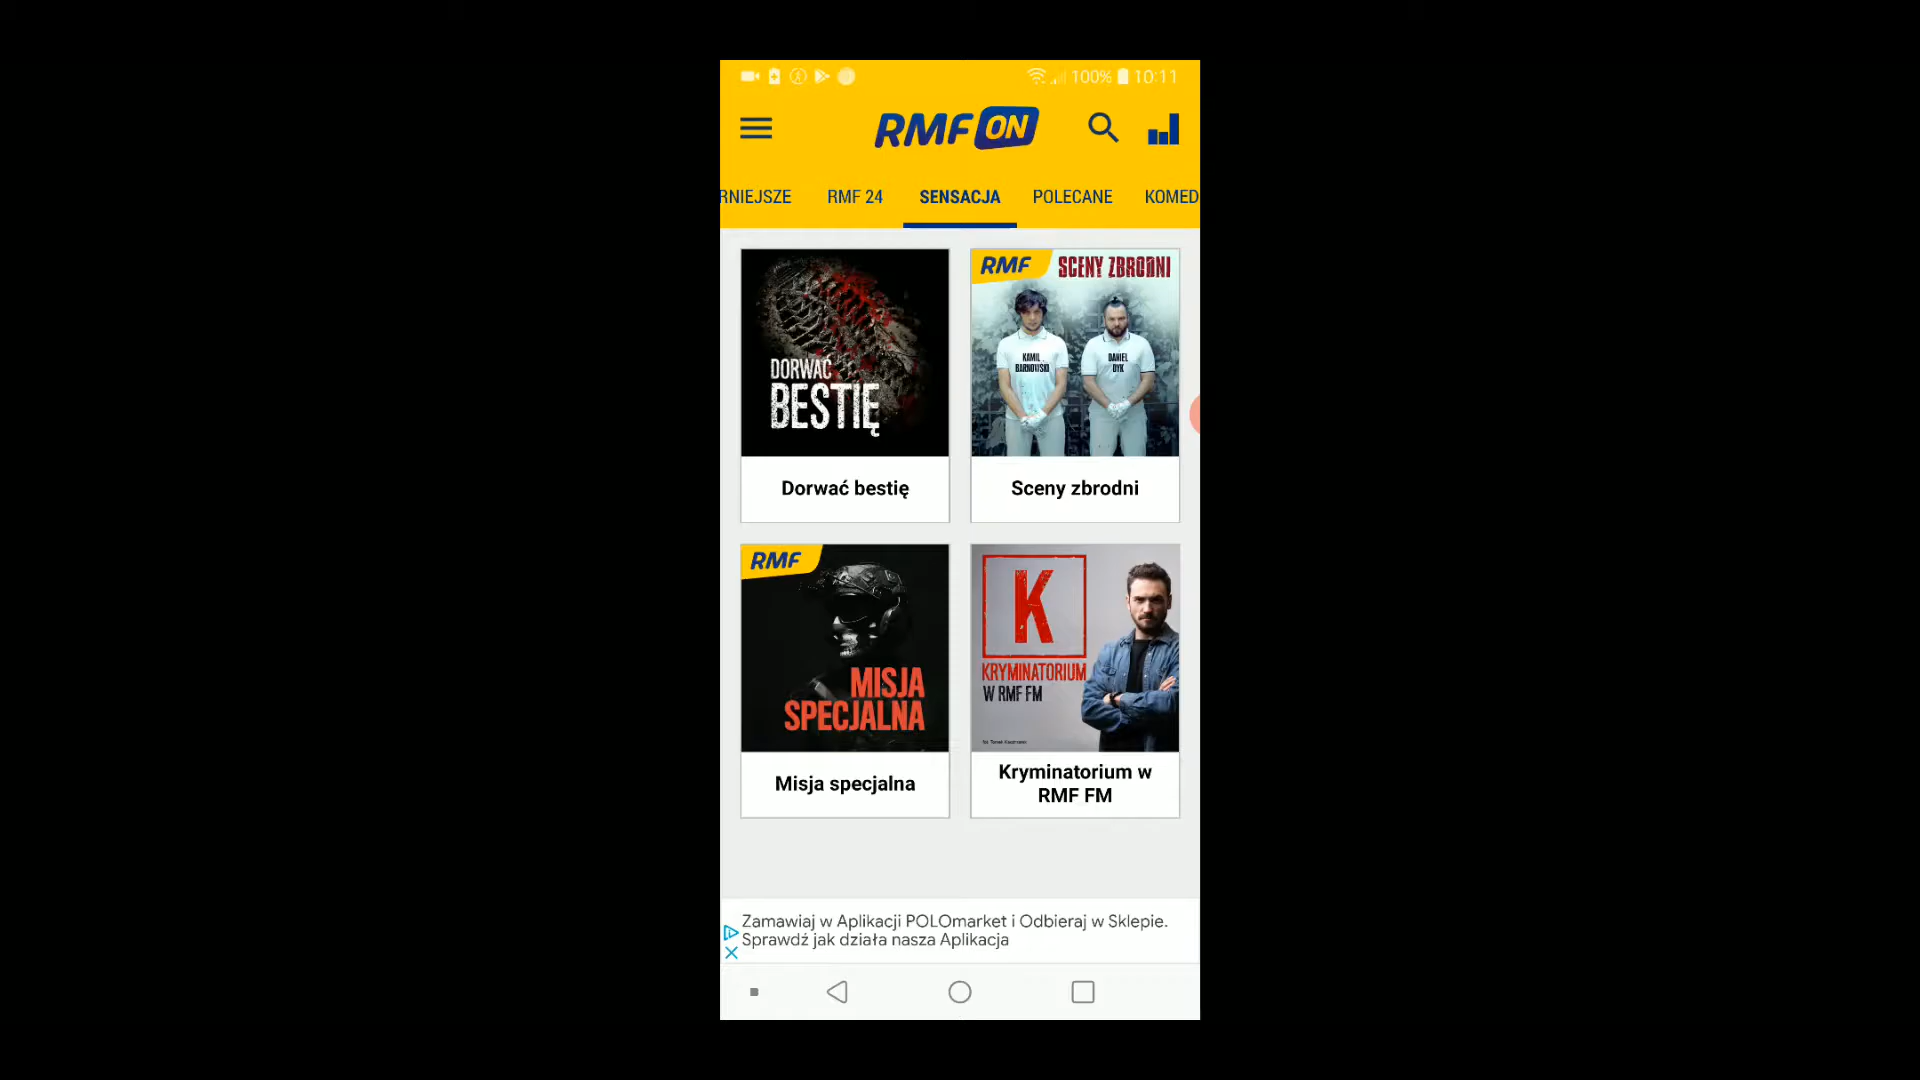 100% 10:11
RMF ON
RNIEJSZE RMF 24 SENSACJA POLECANE KOMED
DORWAĆ
BESTIĘ
Dorwać bestię
RMF SCENY ZBRODNI
KAMIL
BARNOWSKI
DANIEL
DYK
Sceny zbrodni
RMF
MISJA
SPECJALNA
Misja specjalna
K
KRYMINATORIUM
W RMF FM
Kryminatorium w
RMF FM
Zamawiaj w Aplikacji POLOmarket i Odbieraj w Sklepie.
Sprawdź jak działa nasza Aplikacja